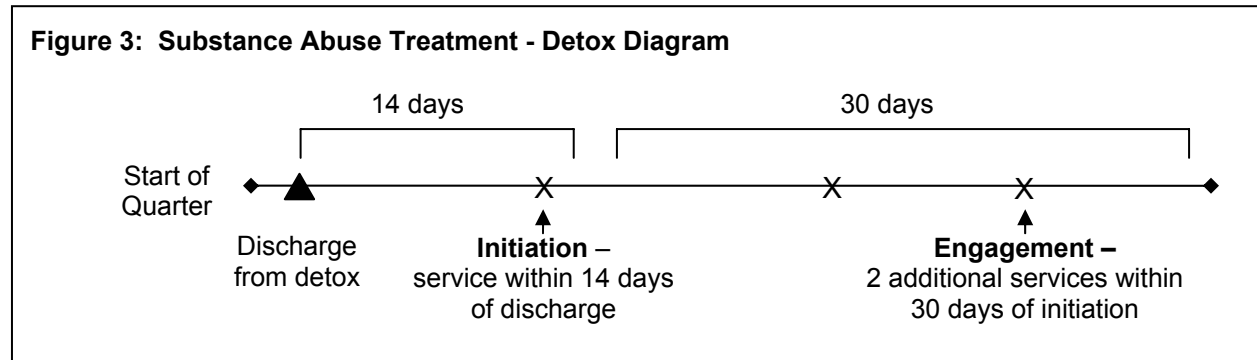 Figure 3: Substance Abuse Treatment - Detox Diagram
14 days
30 days
Start of
Quarter
X
X
X
Discharge
from detox
Initiation –
service within 14 days
of discharge
Engagement –
2 additional services within
30 days of initiation